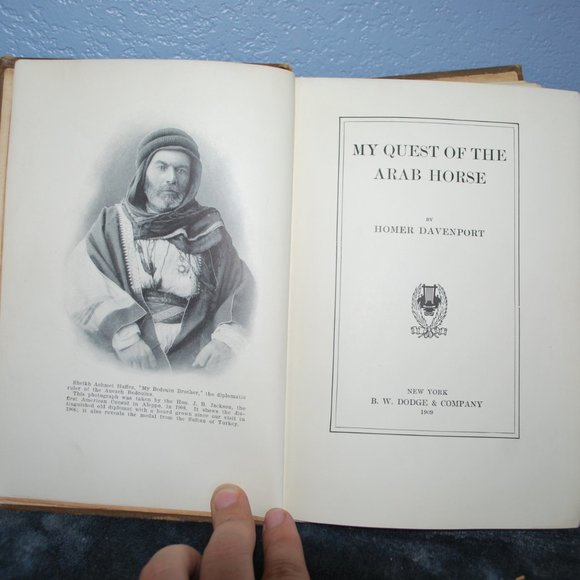 Sheikh Achmet Haffez, "My Bedouin Brother," the diplomatic
ruler of the Anezeh Bedouins.
This photograph was taken by the Hon. J. B. Jackson, the
first American Consul in Aleppo, in 1908. It shows the dis-
tinguished old diplomat with a beard grown since our visit in
1906; it also reveals the medal from the Sultan of Turkey.
MY QUEST OF THE
ARAB HORSE
BY
HOMER DAVENPORT
NEW YORK
B. W. DODGE & COMPANY
1909